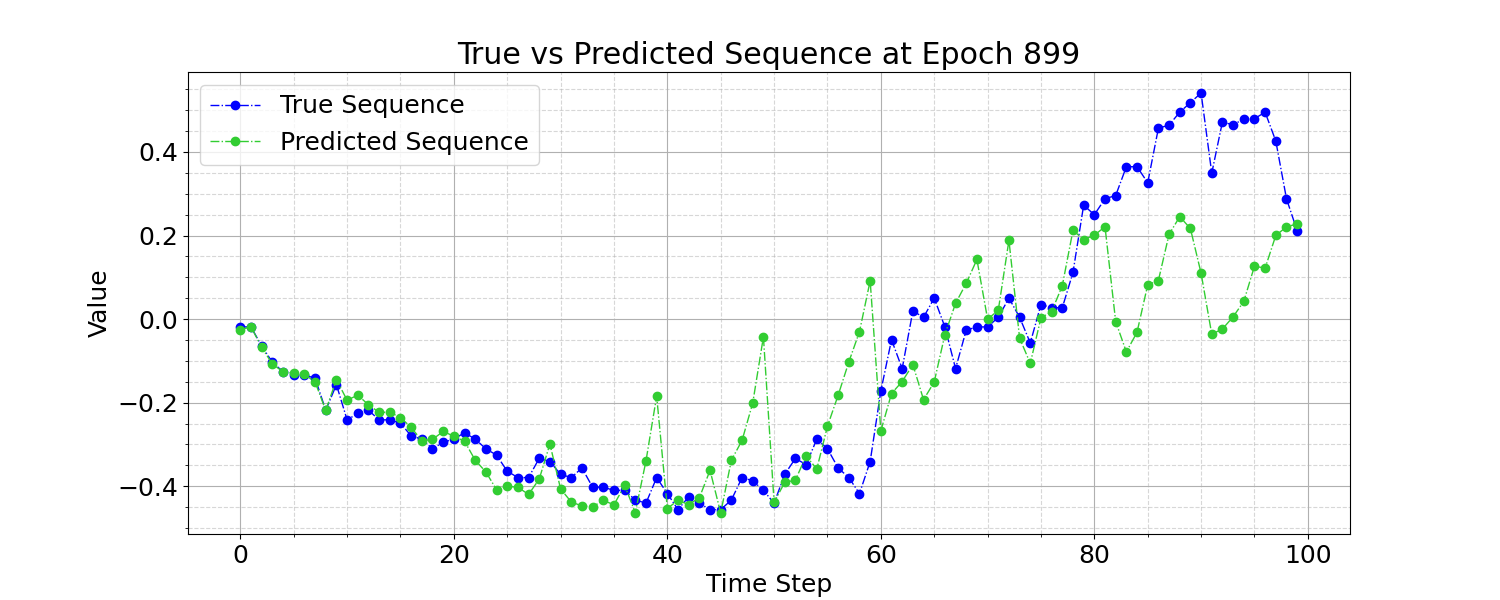 True vs Predicted Sequence at Epoch 899
True Sequence
Predicted Sequence
Value
0.4
0.2
0.0
−0.2
−0.4
0 20 40 60 80 100
Time Step